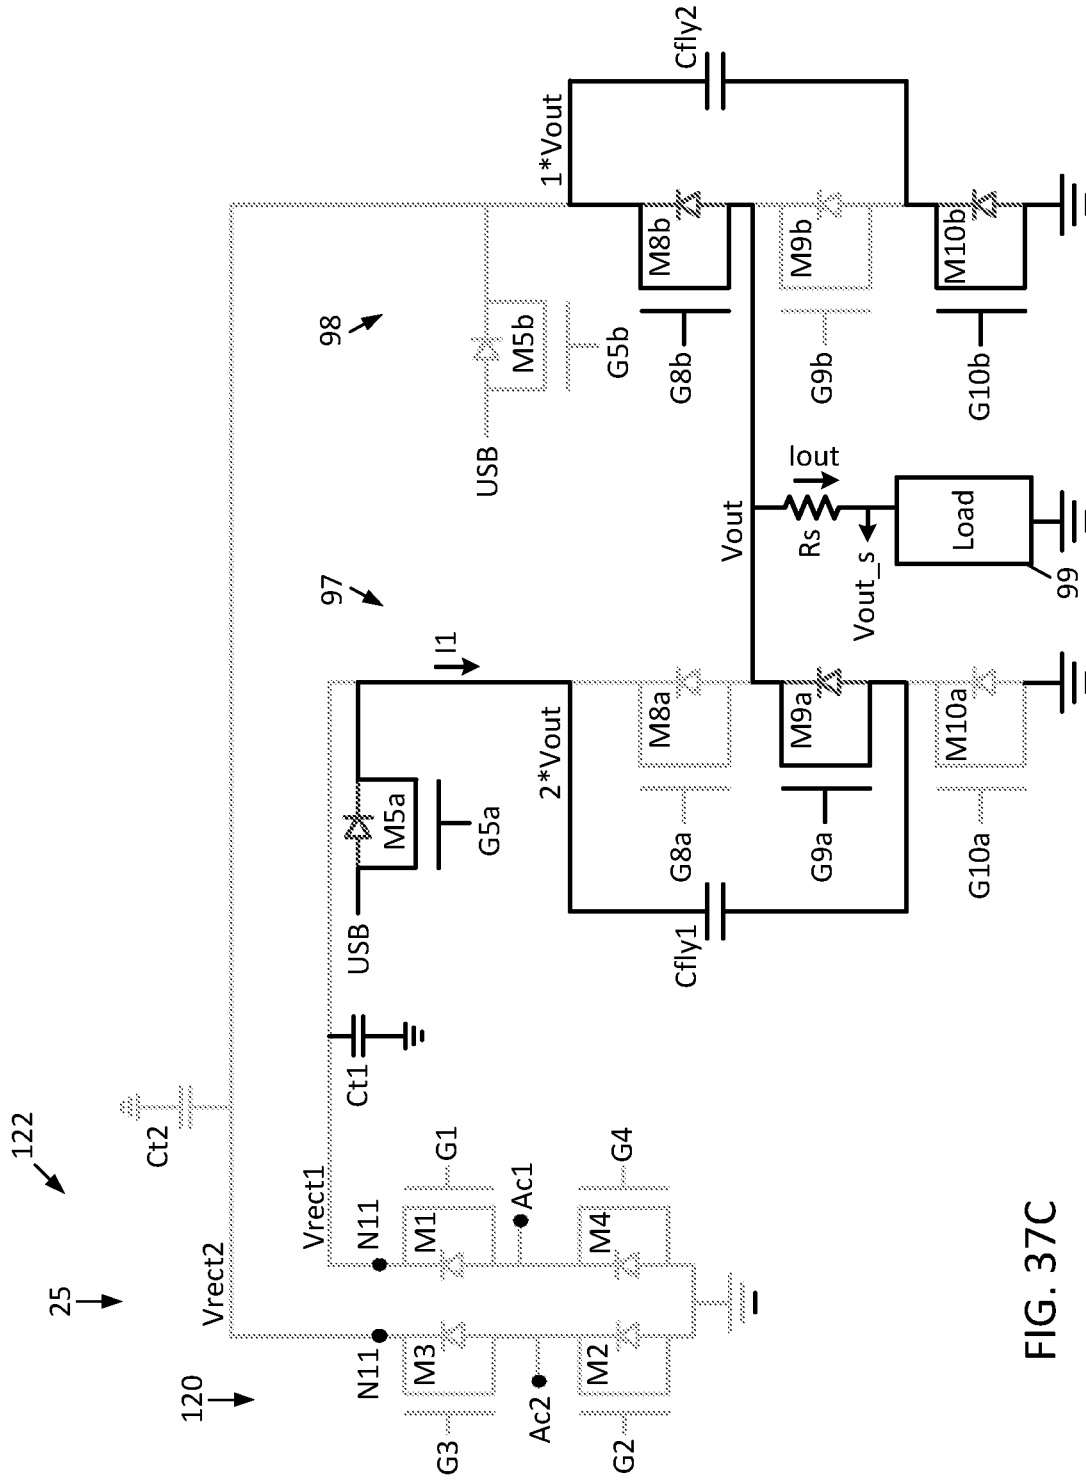 122
25
120
Vrect2
Ct2
Vrect1
N11
N11
M3
M1
G3
G1
Ac2
Ac1
M2
M4
G2
G4
Ct1
USB
M5a
G5a
97
I1
2*Vout
Cfly1
M8a
G8a
M9a
G9a
M10a
G10a
Vout
Rs
Iout
Vout_s
Load
99
98
USB
M5b
G5b
1*Vout
Cfly2
M8b
G8b
M9b
G9b
M10b
G10b
FIG. 37C